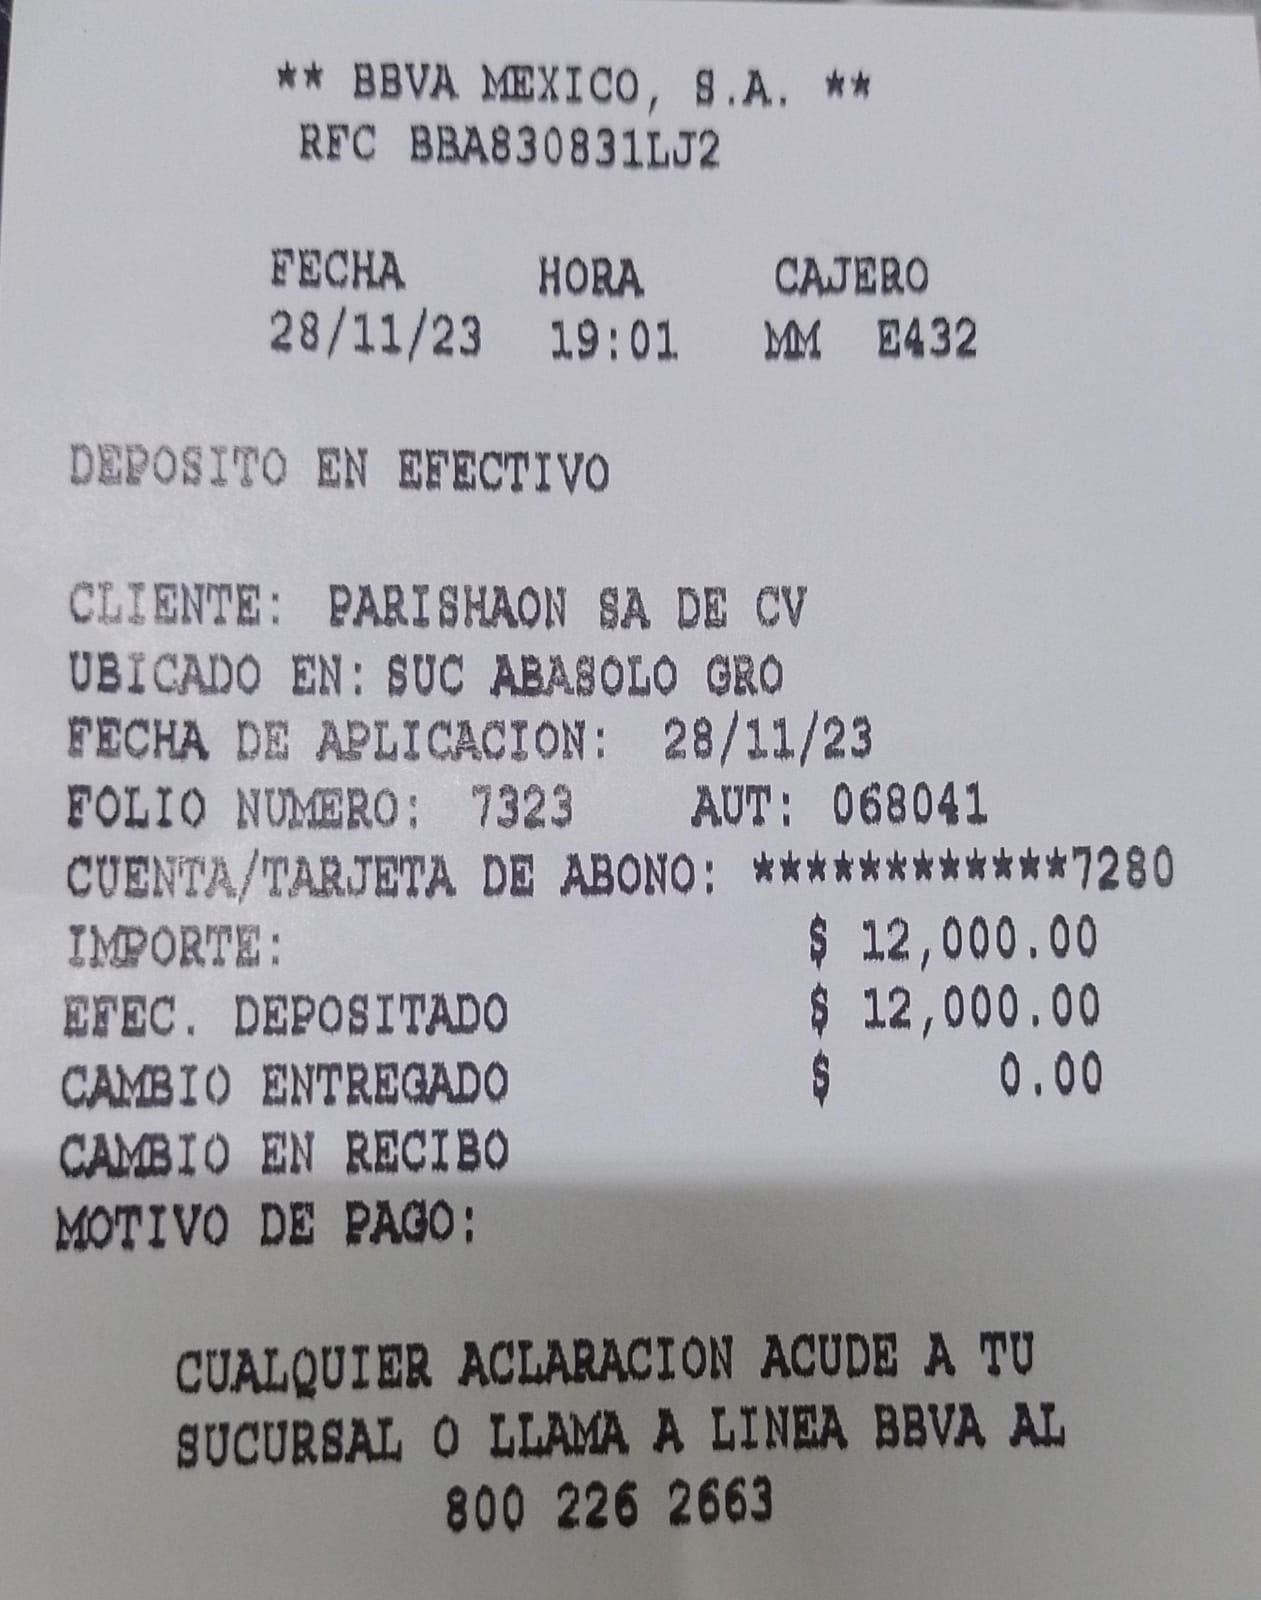 ** BBVA MEXICO, S.A. **
RFC BBA830831LJ2
FECHA HORA CAJERO
28/11/23 19:01 MM E432
DEPOSITO EN EFECTIVO
CLIENTE: PARISHAON SA DE CV
UBICADO EN: SUC ABASOLO GRO
FECHA DE APLICACION: 28/11/23
FOLIO NUMERO: 7323 AUT: 068041
CUENTA/TARJETA DE ABONO: ************7280
IMPORTE: $ 12,000.00
EFEC. DEPOSITADO $ 12,000.00
CAMBIO ENTREGADO $ 0.00
CAMBIO EN RECIBO
MOTIVO DE PAGO:
CUALQUIER ACLARACION ACUDE A TU
SUCURSAL O LLAMA A LINEA BBVA AL
800 226 2663